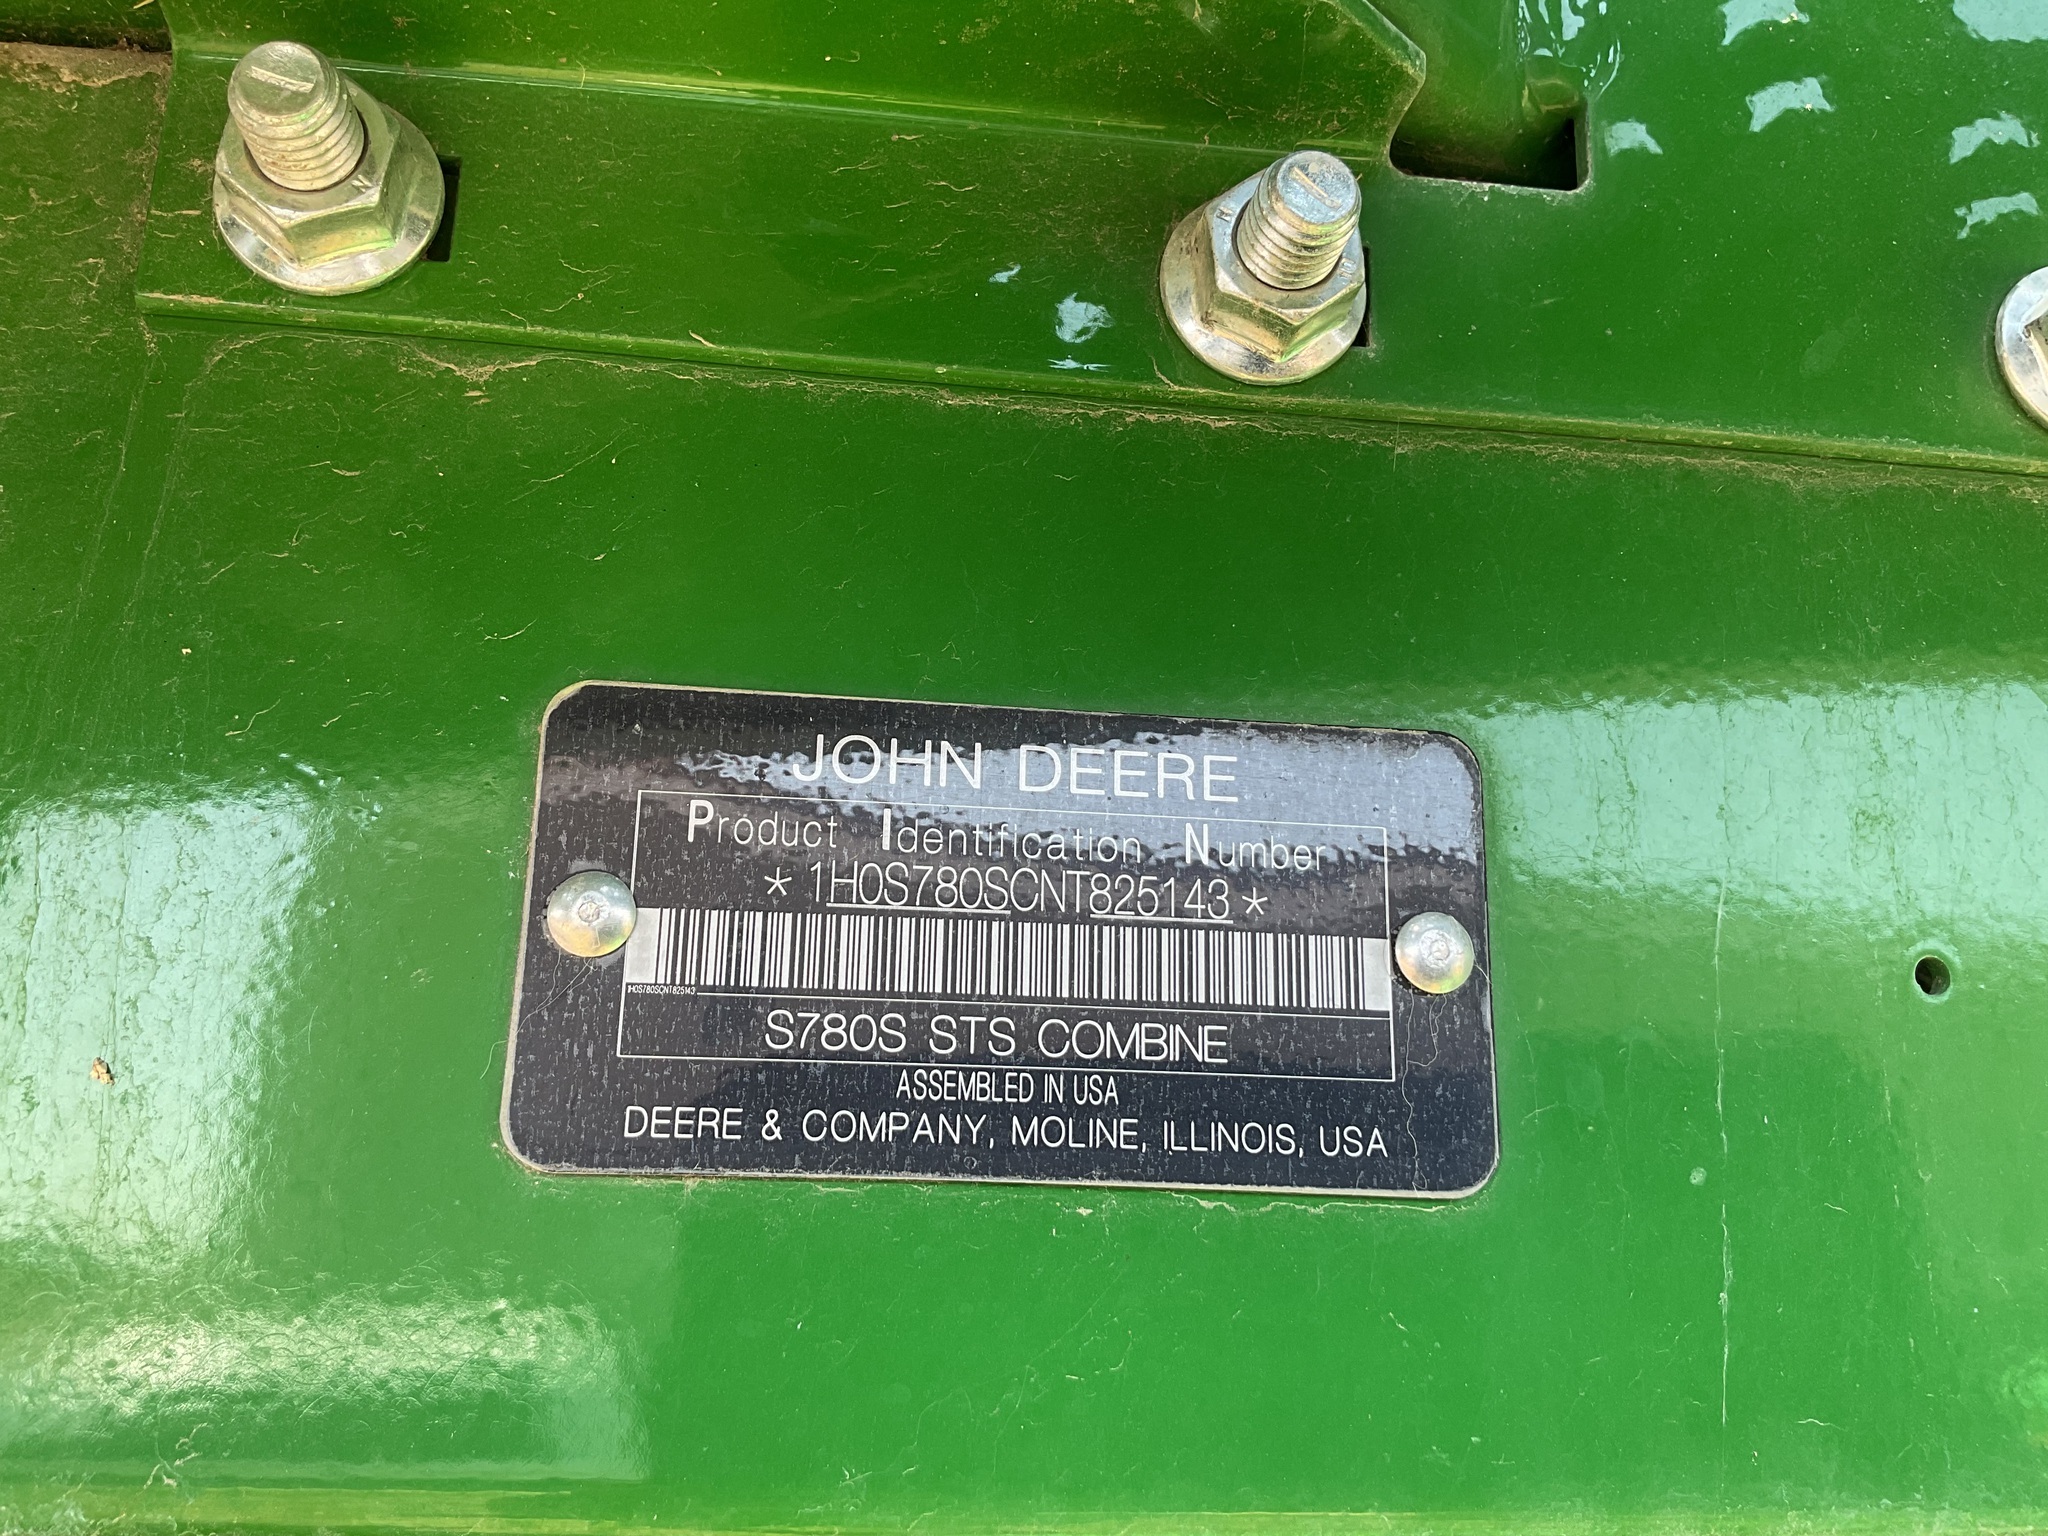 JOHN DEERE
Product Identification Number
*1H0S780SCNT825143*
1H0S780SCNT825143
S780S STS COMBINE
ASSEMBLED IN USA
DEERE & COMPANY, MOLINE, ILLINOIS, USA